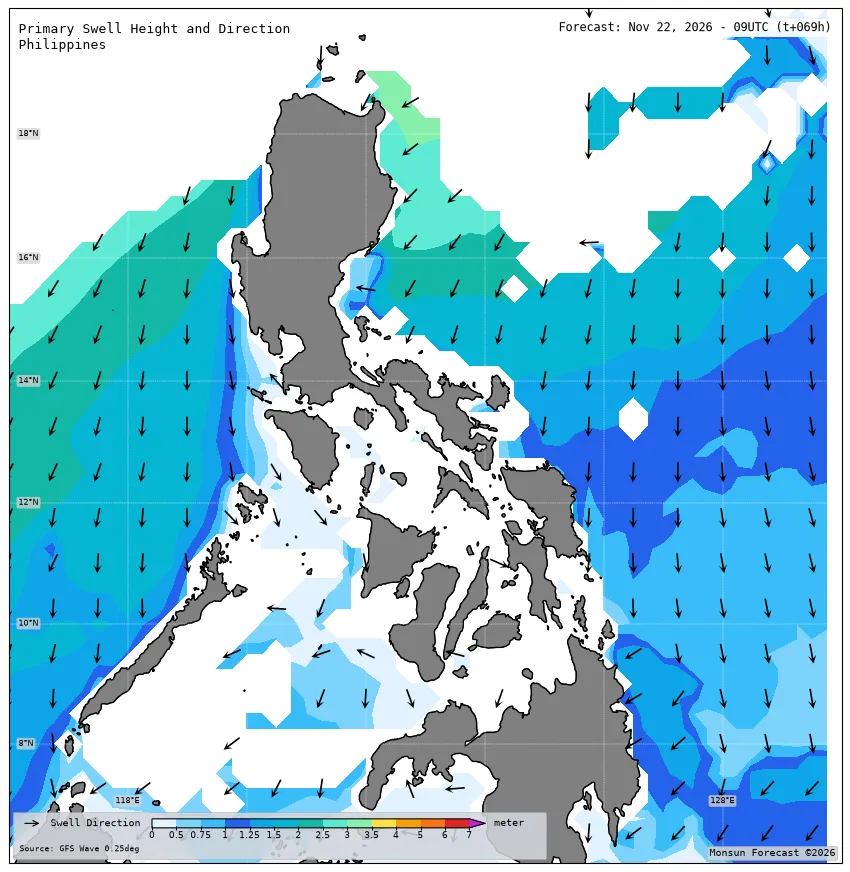 Primary Swell Height and Direction
Philippines
Forecast: Nov 22, 2026 - 09UTC (t+069h)
18°N
16°N
14°N
12°N
10°N
8°N
118°E
128°E
Swell Direction
0 0.5 0.75 1 1.25 1.5 2 2.5 3 3.5 4 5 6 7
meter
Source: GFS Wave 0.25deg
Monsun Forecast ©2026